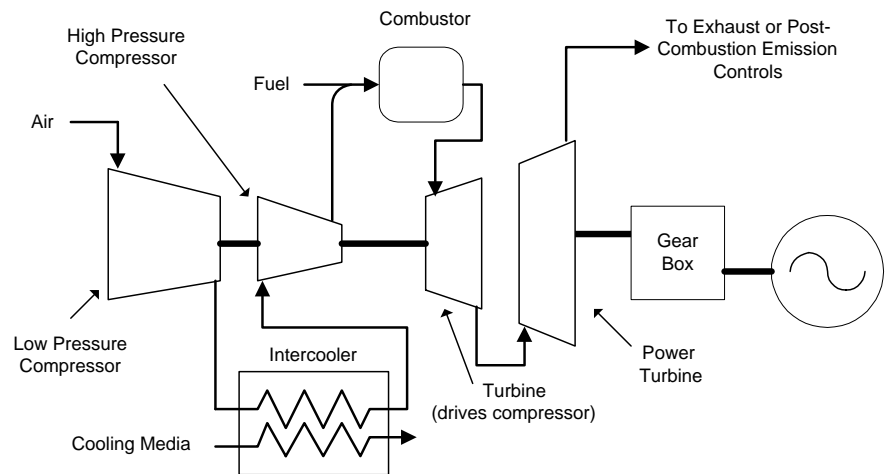 Combustor
To Exhaust or Post-
Combustion Emission
Controls
High Pressure
Compressor
Fuel
Air
Gear
Box
Low Pressure
Compressor
Intercooler
Turbine
(drives compressor)
Power
Turbine
Cooling Media